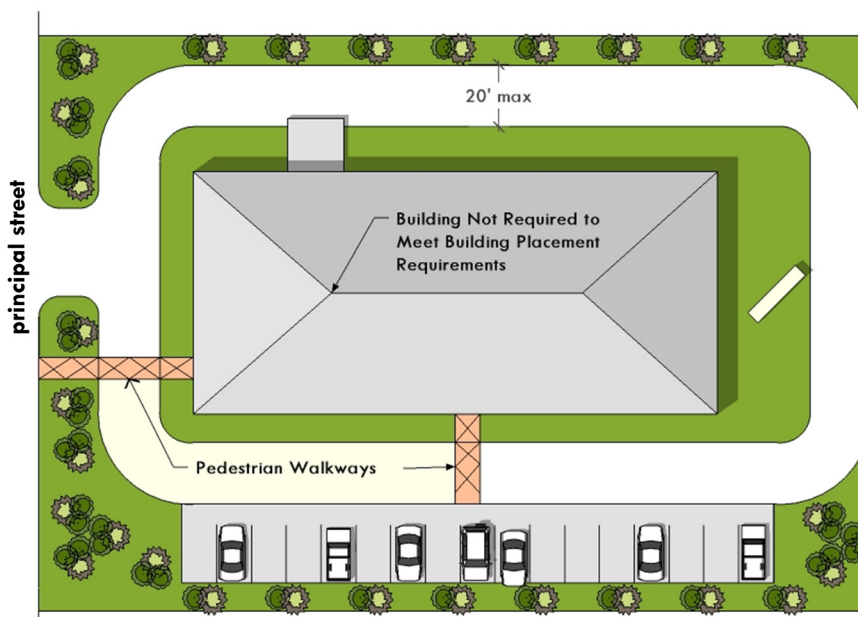 20' max
Building Not Required to
Meet Building Placement
Requirements
principal street
Pedestrian Walkways